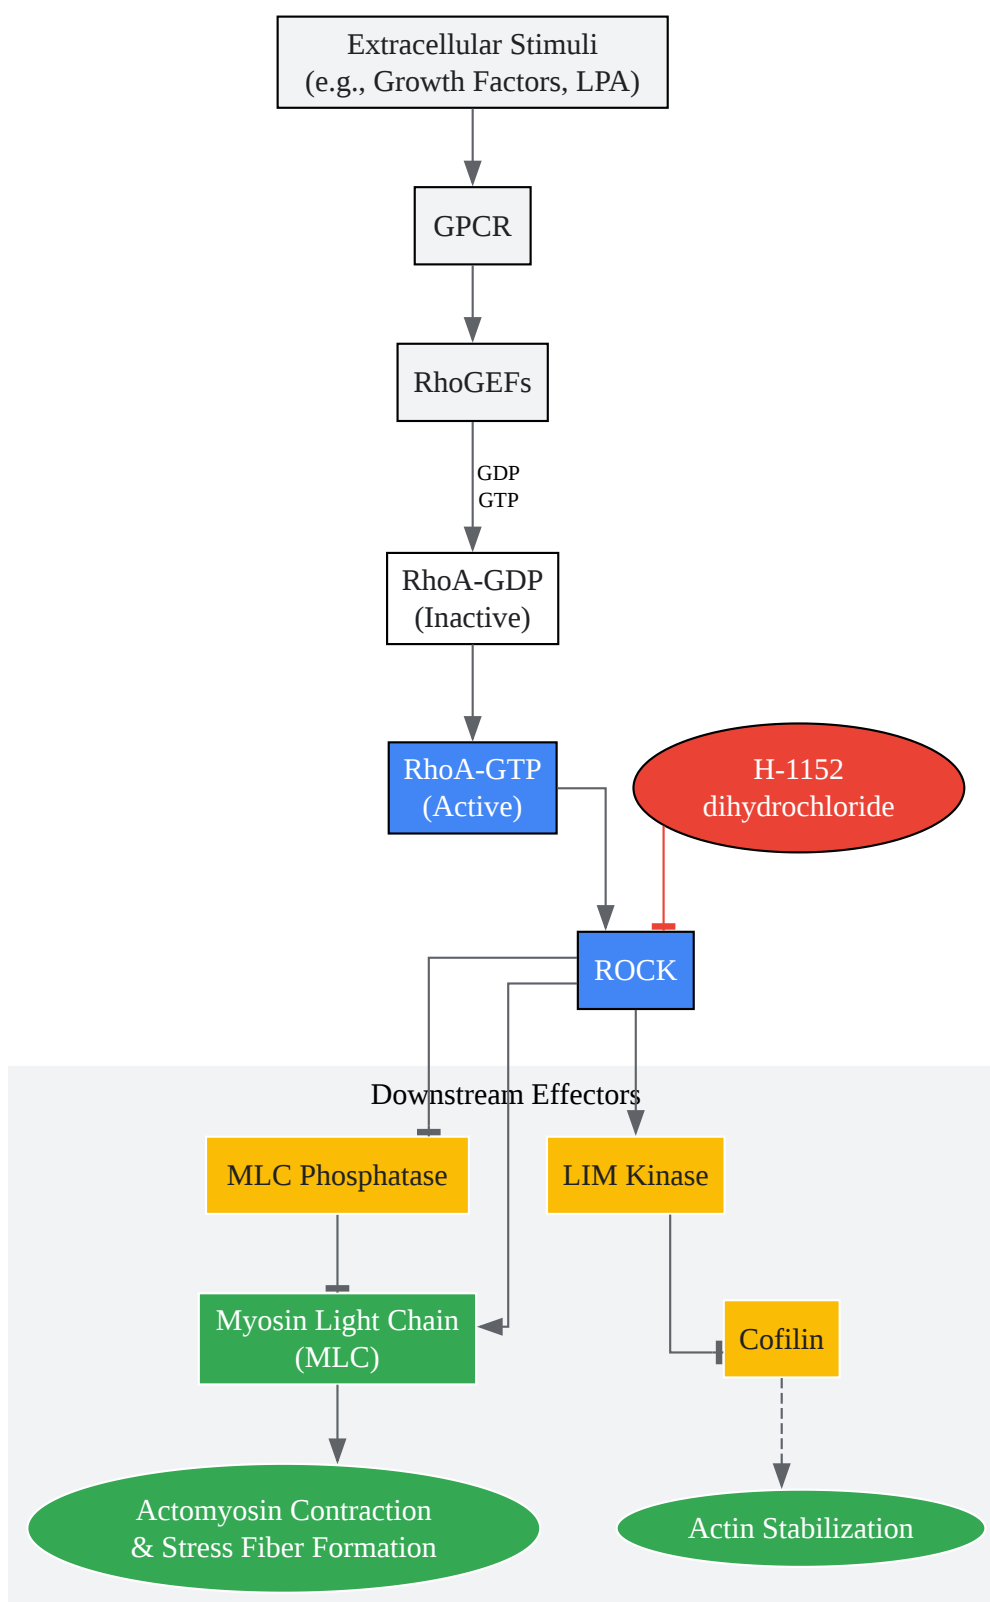 Extracellular Stimuli
(e.g., Growth Factors, LPA)
GPCR
RhoGEFs
GDP
GTP
RhoA-GDP
(Inactive)
RhoA-GTP
(Active)
H-1152
dihydrochloride
ROCK
Downstream Effectors
MLC Phosphatase
LIM Kinase
Myosin Light Chain
(MLC)
Cofilin
Actomyosin Contraction
& Stress Fiber Formation
Actin Stabilization